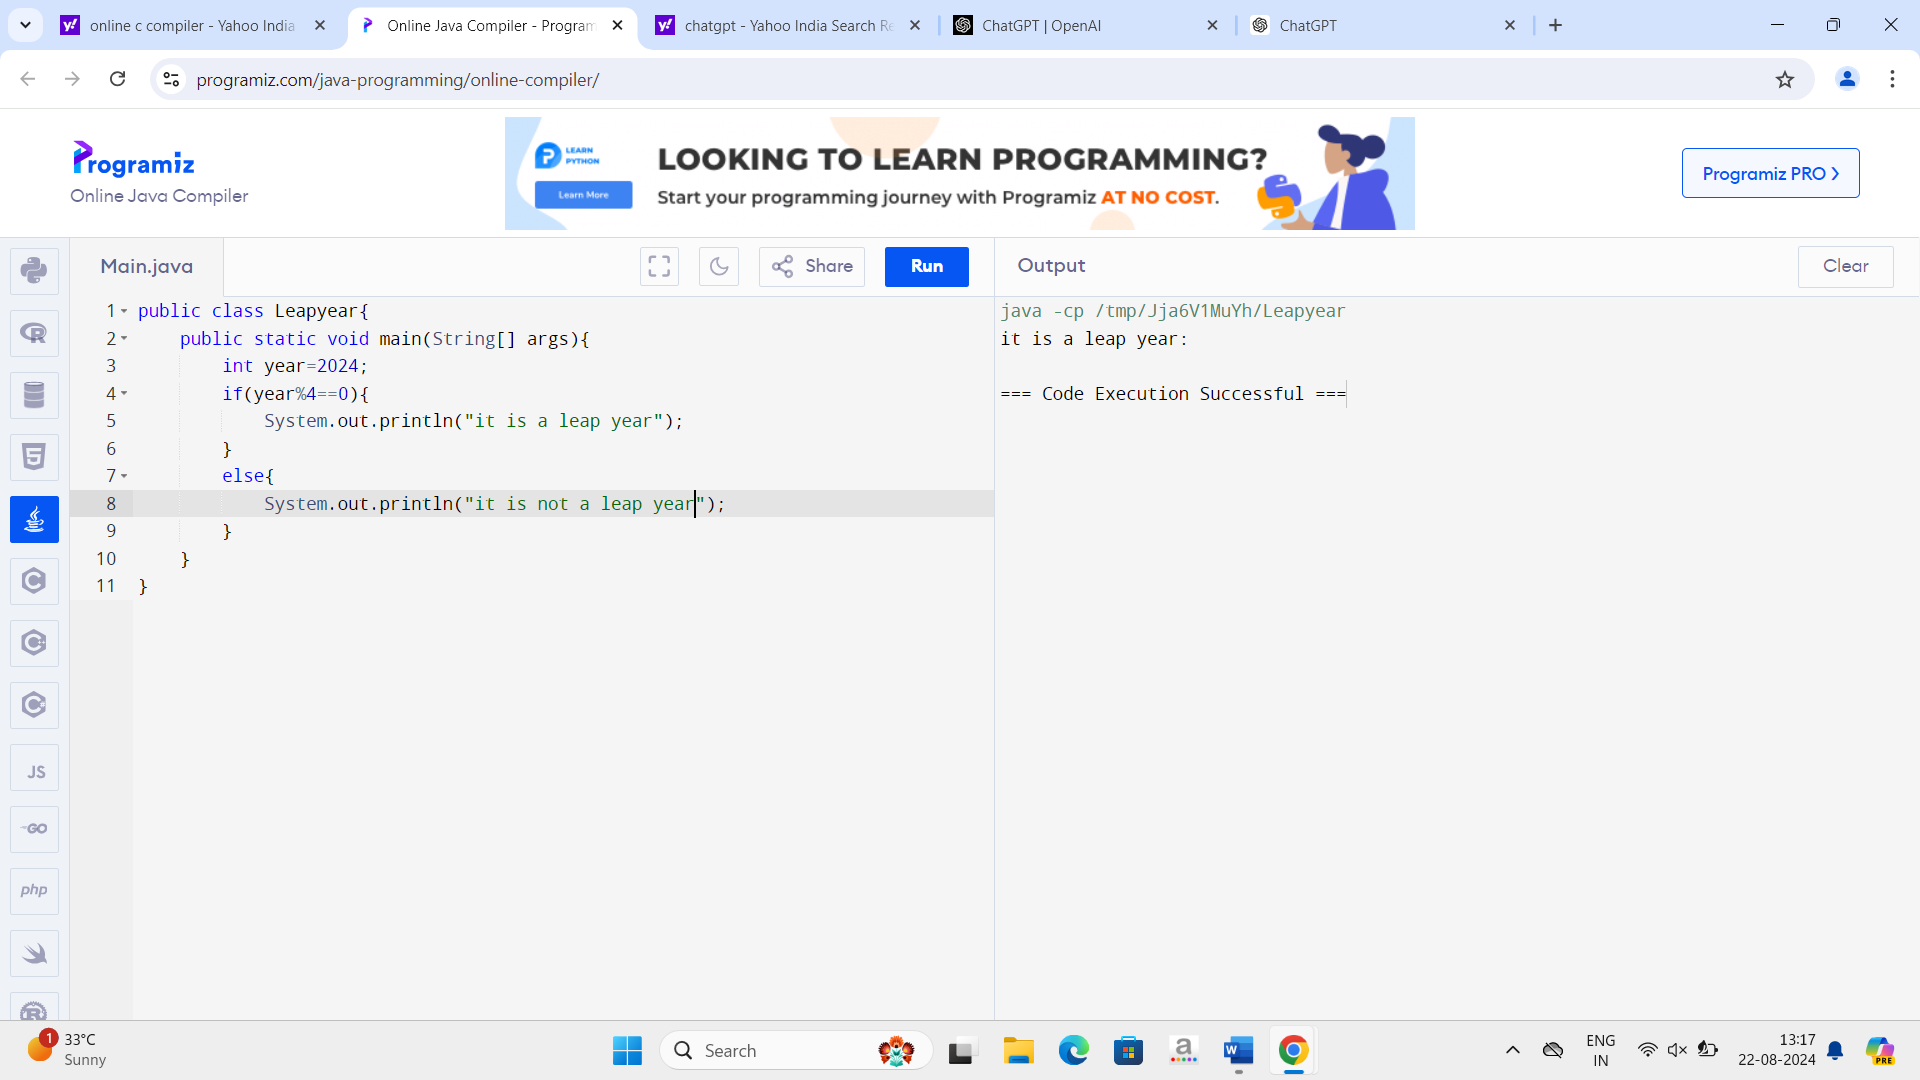 online c compiler - Yahoo India
Online Java Compiler - Program
chatgpt - Yahoo India Search Re
ChatGPT | OpenAI
ChatGPT
programiz.com/java-programming/online-compiler/
Programiz
Online Java Compiler
LEARN
PYTHON
Learn More
LOOKING TO LEARN PROGRAMMING?
Start your programming journey with Programiz AT NO COST.
Programiz PRO
Main.java
Share
Run
Output
Clear
1 public class Leapyear{
2 public static void main(String[] args){
3 int year=2024;
4 if(year%4==0){
5 System.out.println("it is a leap year");
6 }
7 else{
8 System.out.println("it is not a leap year");
9 }
10 }
11 }
java -cp /tmp/Jja6V1MuYh/Leapyear
it is a leap year:
=== Code Execution Successful ===
JS
GO
php
1
33°C
Sunny
Search
ENG
IN
13:17
22-08-2024
PRE